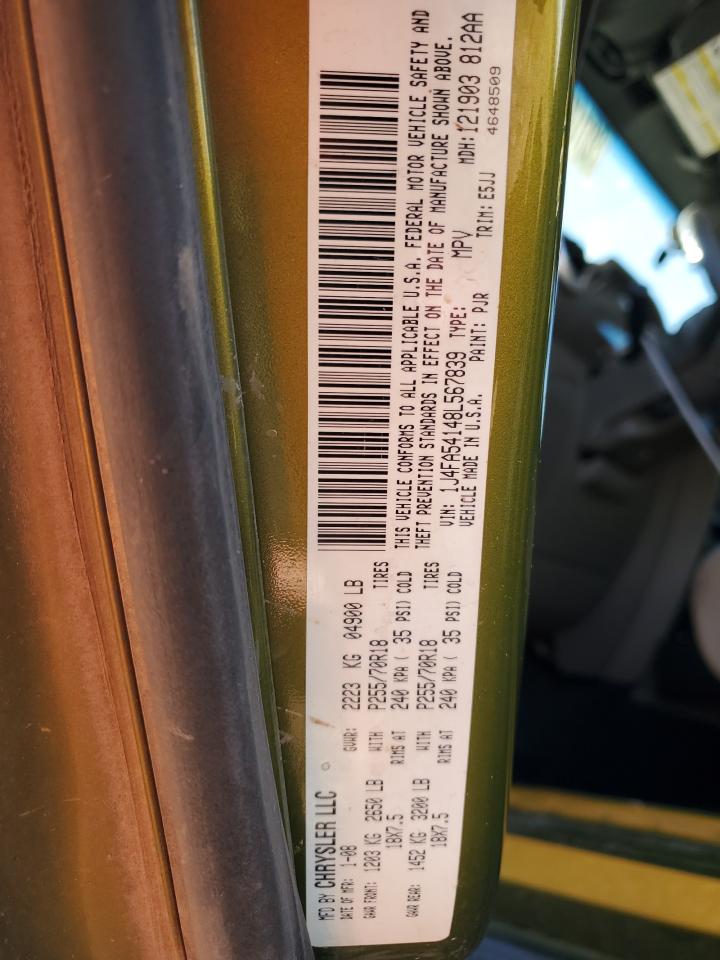 MFD BY CHRYSLER LLC
DATE OF MFR: 1-08 GVWR: 2223 KG 04900 LB
GAWR FRONT: 1203 KG 2650 LB WITH P255/70R18 TIRES
18X7.5 RIMS AT 240 KPA ( 35 PSI) COLD
GAWR REAR: 1452 KG 3200 LB WITH P255/70R18 TIRES
18X7.5 RIMS AT 240 KPA ( 35 PSI) COLD
THIS VEHICLE CONFORMS TO ALL APPLICABLE U.S.A. FEDERAL MOTOR VEHICLE SAFETY AND
THEFT PREVENTION STANDARDS IN EFFECT ON THE DATE OF MANUFACTURE SHOWN ABOVE.
VIN: 1J4FA54148L567839 TYPE: MPV MDH: 121903 812AA
VEHICLE MADE IN U.S.A. PAINT: PJR TRIM: E5JJ 4648509